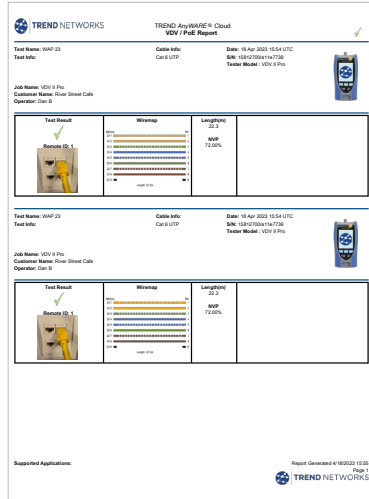 TREND NETWORKS
TREND AnyWARE® Cloud
VDV / PoE Report
Test Name: WAP 23
Cable Info:
Date: 18 Apr 2023 15:54 UTC
Test Info:
Cat 6 UTP
S/N: 15812700/a11e7739
Tester Model : VDV II Pro
Job Name: VDV II Pro
Customer Name: River Street Cafe
Operator: Dan B
Test Result
Wiremap
Length(m)
22.3
NVP
72.00%
Remote ID: 1
Test Name: WAP 23
Cable Info:
Date: 18 Apr 2023 15:54 UTC
Test Info:
Cat 6 UTP
S/N: 15812700/a11e7739
Tester Model : VDV II Pro
Job Name: VDV II Pro
Customer Name: River Street Cafe
Operator: Dan B
Test Result
Wiremap
Length(m)
22.3
NVP
72.00%
Remote ID: 1
Supported Applications:
Report Generated 4/18/2023 15:55
Page 1
TREND NETWORKS